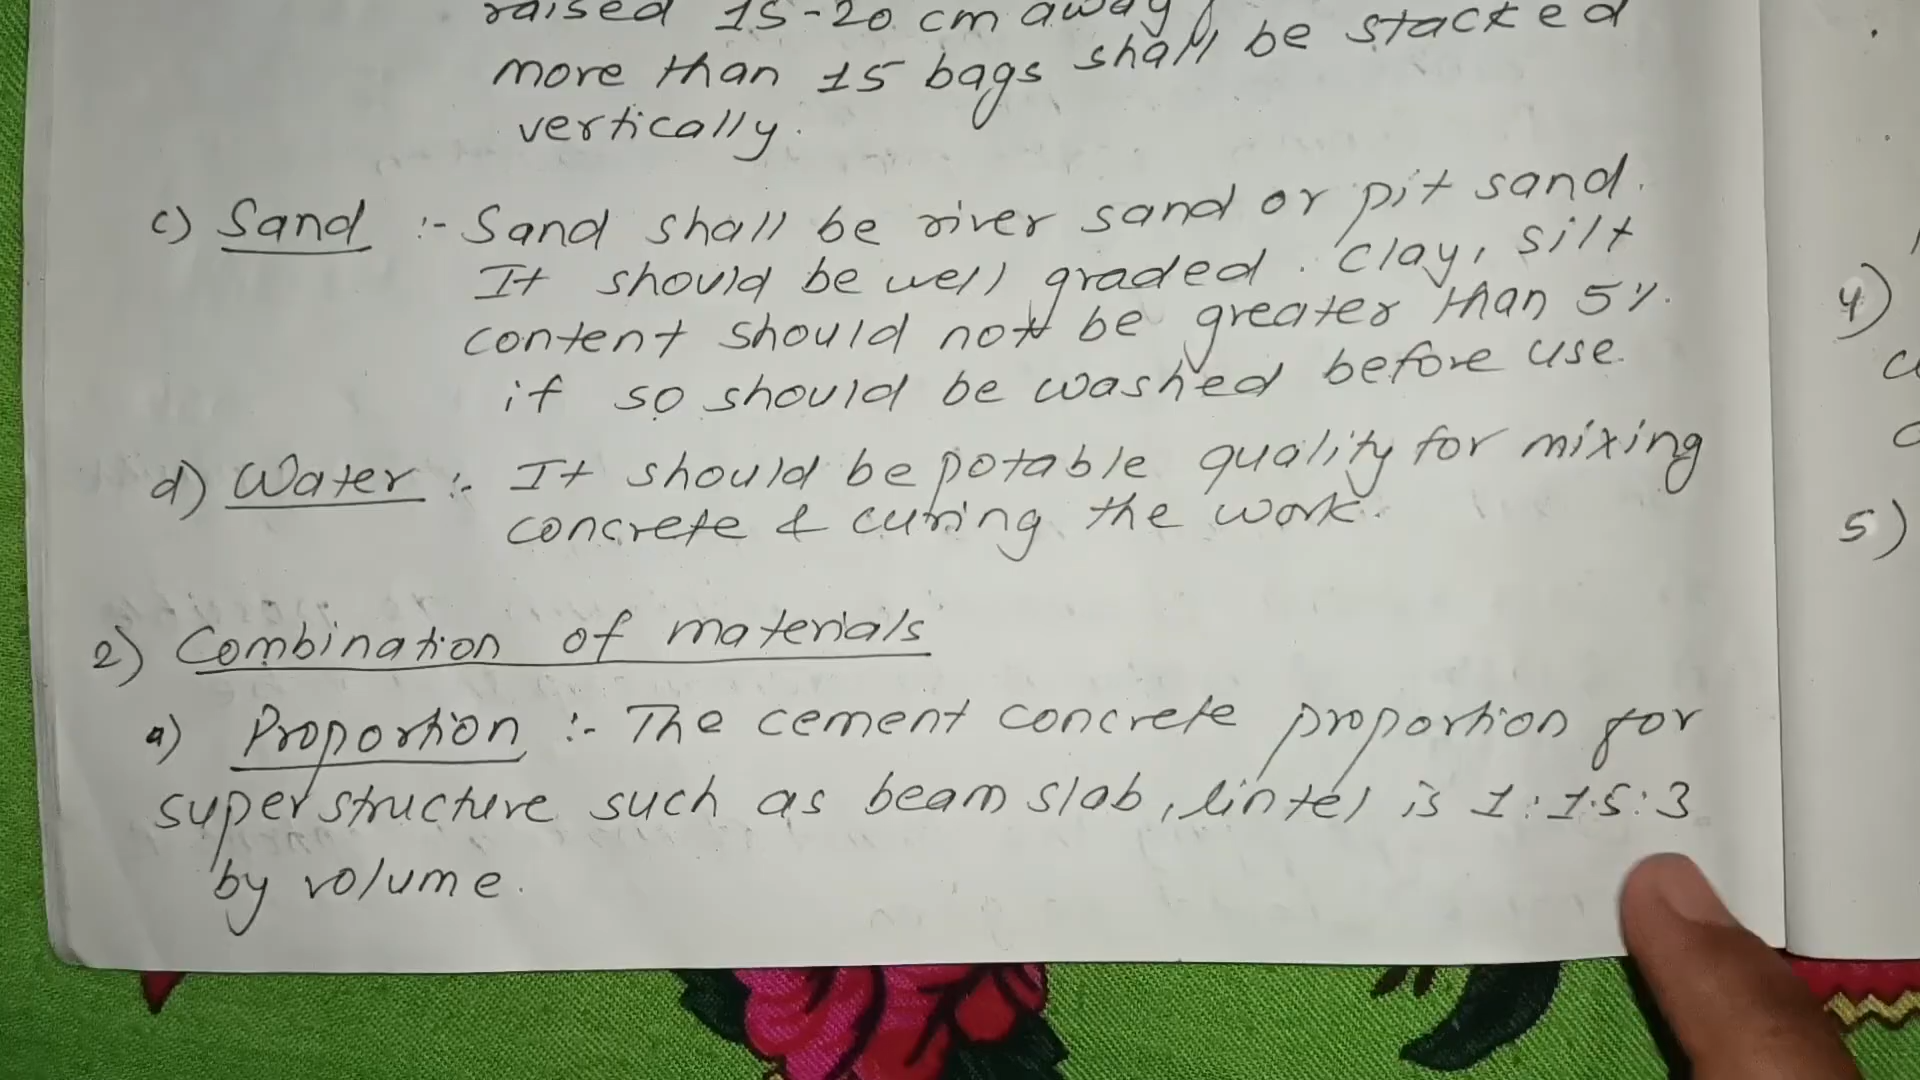 raised 15-20 cm away
more than 15 bags shall be stacked
vertically.
c) Sand :- Sand shall be river sand or pit sand.
It should be well graded. clay, silt
content should not be greater than 5%.
if so should be washed before use.
d) Water :- It should be potable quality for mixing
concrete & curing the work.
2) Combination of materials
a) Proportion :- The cement concrete proportion for
superstructure such as beam slab, lintel is 1:1.5:3
by volume.
4)
5)